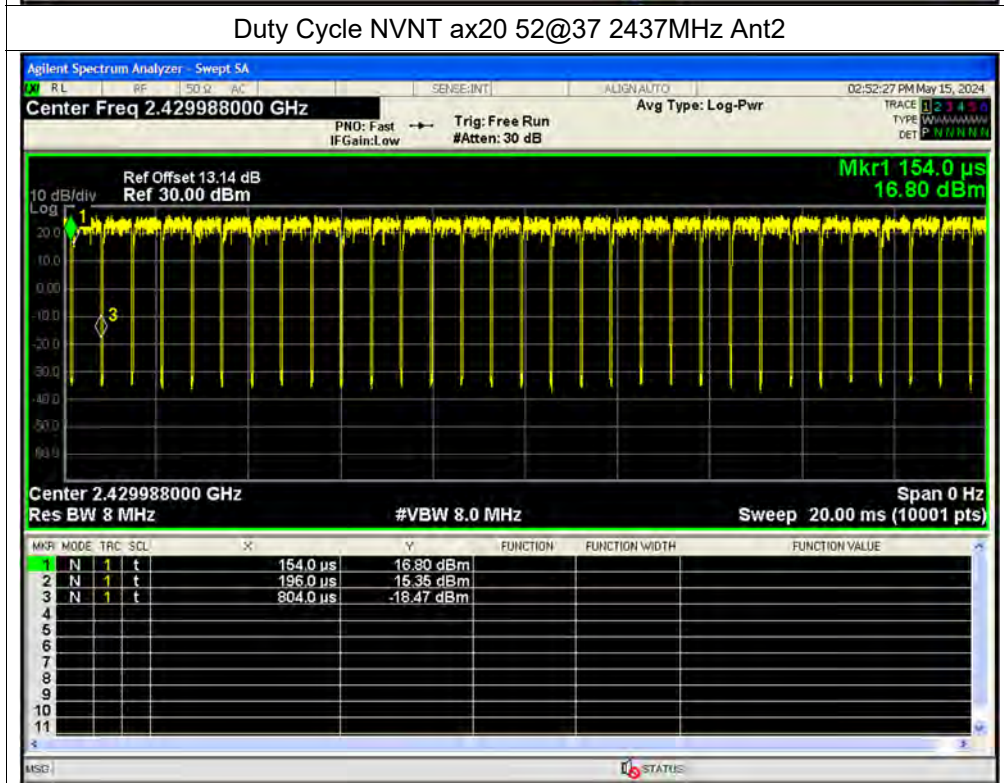 Duty Cycle NVNT ax20 52@37 2437MHz Ant2
Agilent Spectrum Analyzer - Swept SA
RL RF 50 Ω AC SENSE:INT ALIGN AUTO 02:52:27 PM May 15, 2024
Center Freq 2.429988000 GHz Avg Type: Log-Pwr TRACE 1 2 3 4 5 6
PNO: Fast Trig: Free Run TYPE W
IFGain:Low #Atten: 30 dB DET P N N N N N
Mkr1 154.0 µs
Ref Offset 13.14 dB
10 dB/div Ref 30.00 dBm 16.80 dBm
Log
1
20.0
10.0
0.00
-10.0
3
-20.0
-30.0
-40.0
-50.0
-60.0
Center 2.429988000 GHz Span 0 Hz
Res BW 8 MHz #VBW 8.0 MHz Sweep 20.00 ms (10001 pts)
MKR MODE TRC SCL X Y FUNCTION FUNCTION WIDTH FUNCTION VALUE
1 N 1 t 154.0 µs 16.80 dBm
2 N 1 t 196.0 µs 15.35 dBm
3 N 1 t 804.0 µs -18.47 dBm
4
5
6
7
8
9
10
11
MSG STATUS